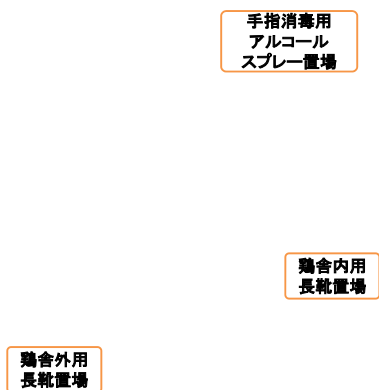 手指消毒用
アルコール
スプレー置場
鶏舎内用
長靴置場
鶏舎外用
長靴置場